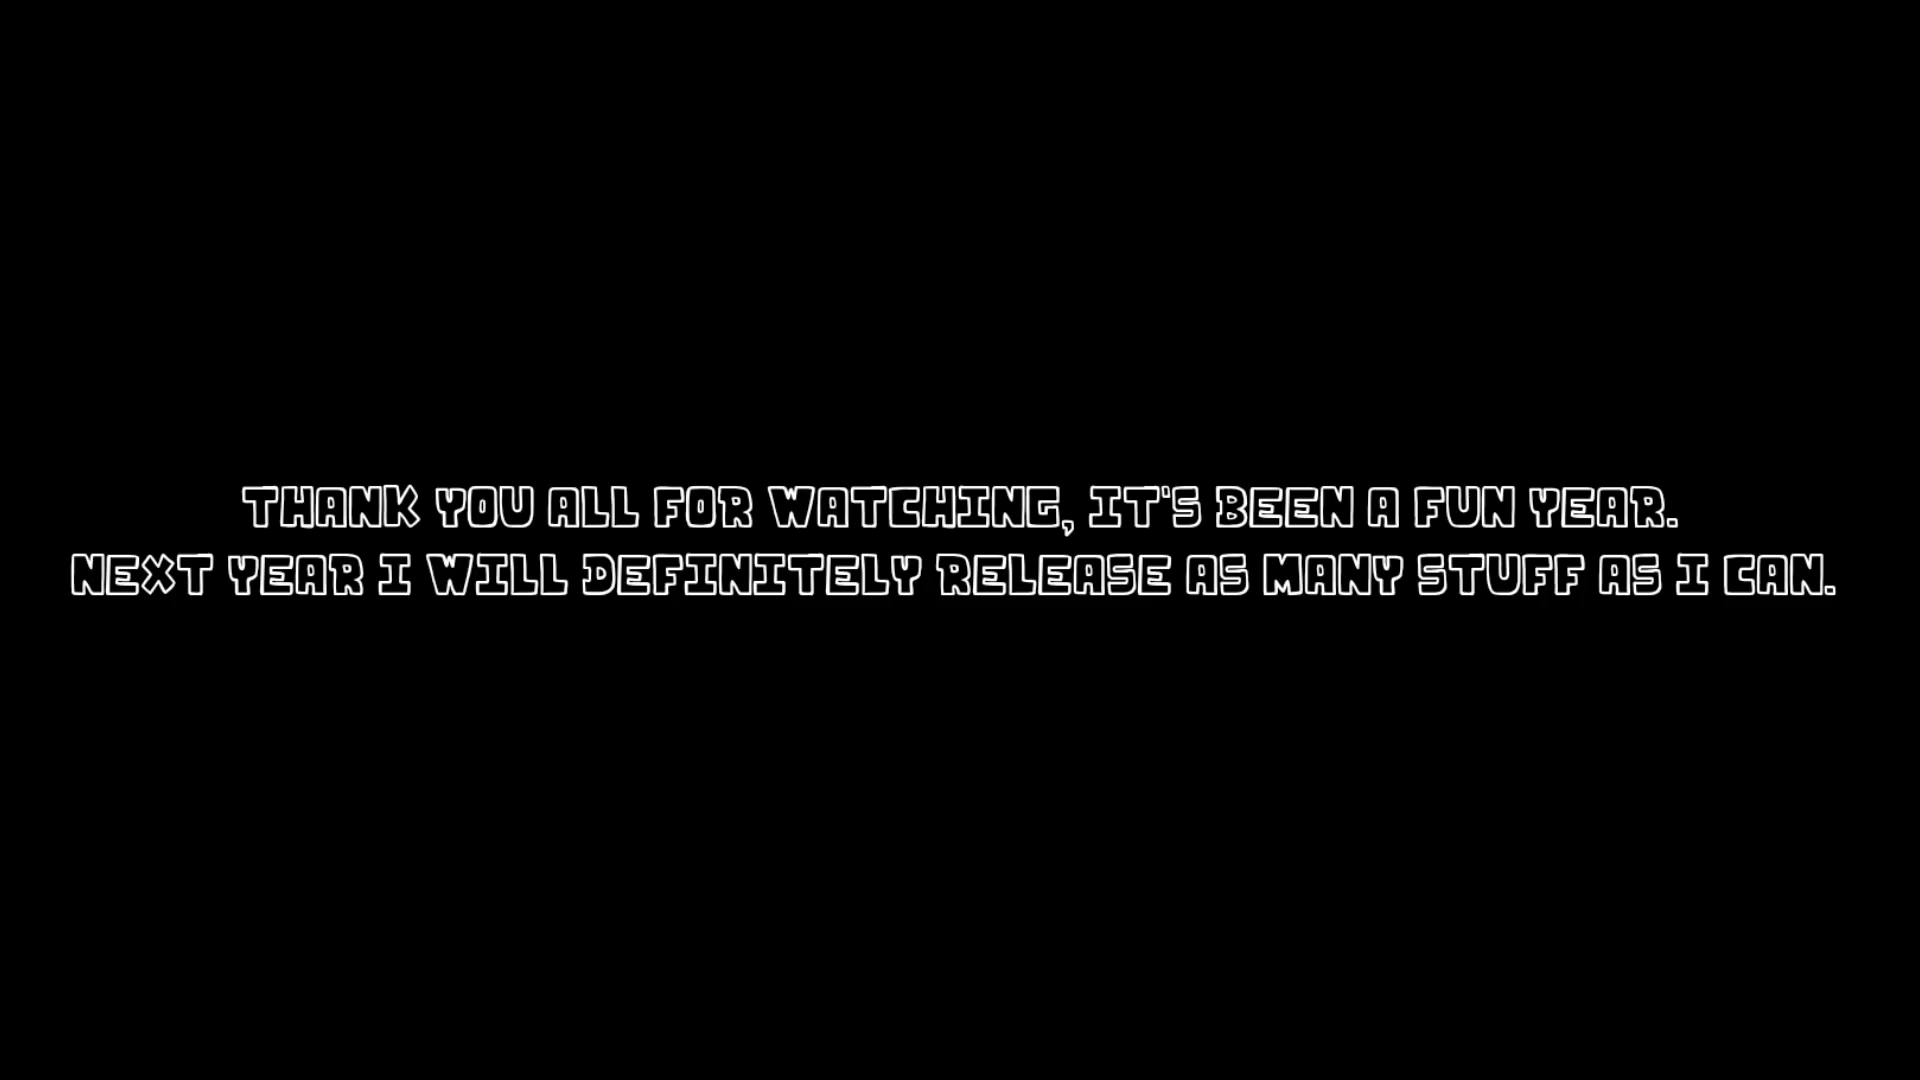 THANK YOU ALL FOR WATCHING, IT'S BEEN A FUN YEAR.
NEXT YEAR I WILL DEFINITELY RELEASE AS MANY STUFF AS I CAN.